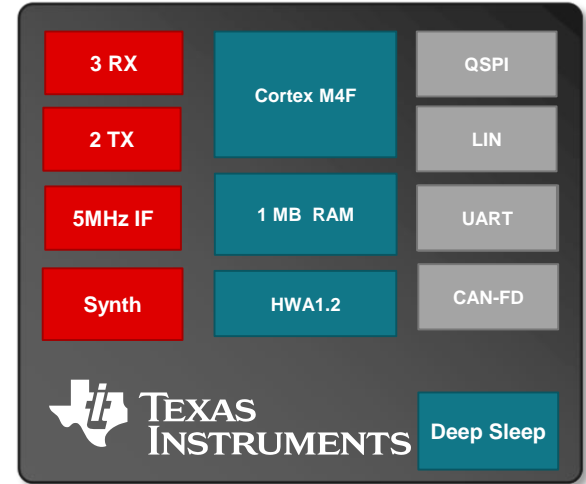 3 RX
2 TX
5MHz IF
Synth
Cortex M4F
1 MB RAM
HWA1.2
QSPI
LIN
UART
CAN-FD
TEXAS
INSTRUMENTS
Deep Sleep